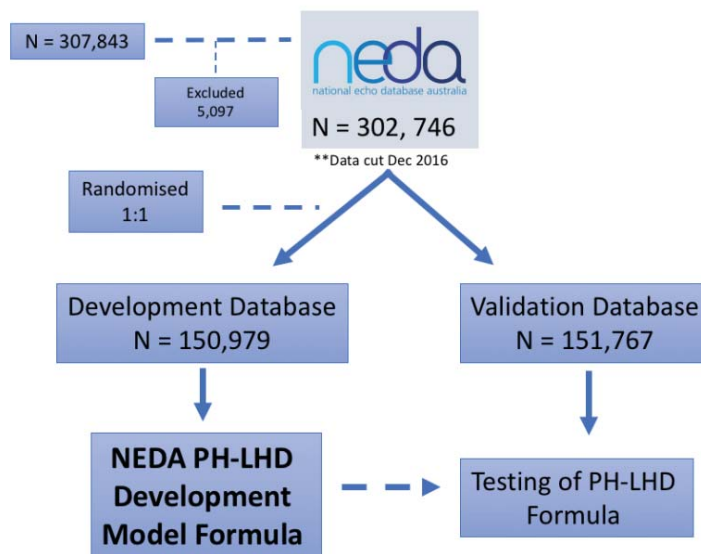 N = 307,843
Excluded
5,097
neda
national echo database australia
N = 302, 746
**Data cut Dec 2016
Randomised
1:1
Development Database
N = 150,979
Validation Database
N = 151,767
NEDA PH-LHD
Development
Model Formula
Testing of PH-LHD
Formula